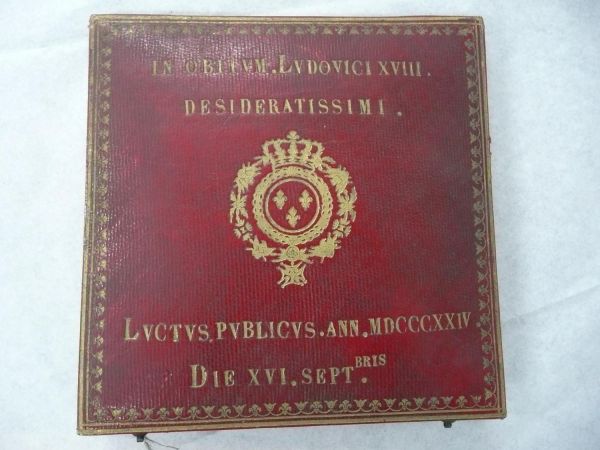 IN OBITVM. LVDOVICI XVIII.
DESIDERATISSIMI.
LVCTVS PVBLICVS. ANN. MDCCCXXIV.
DIE XVI. SEPT.BRIS